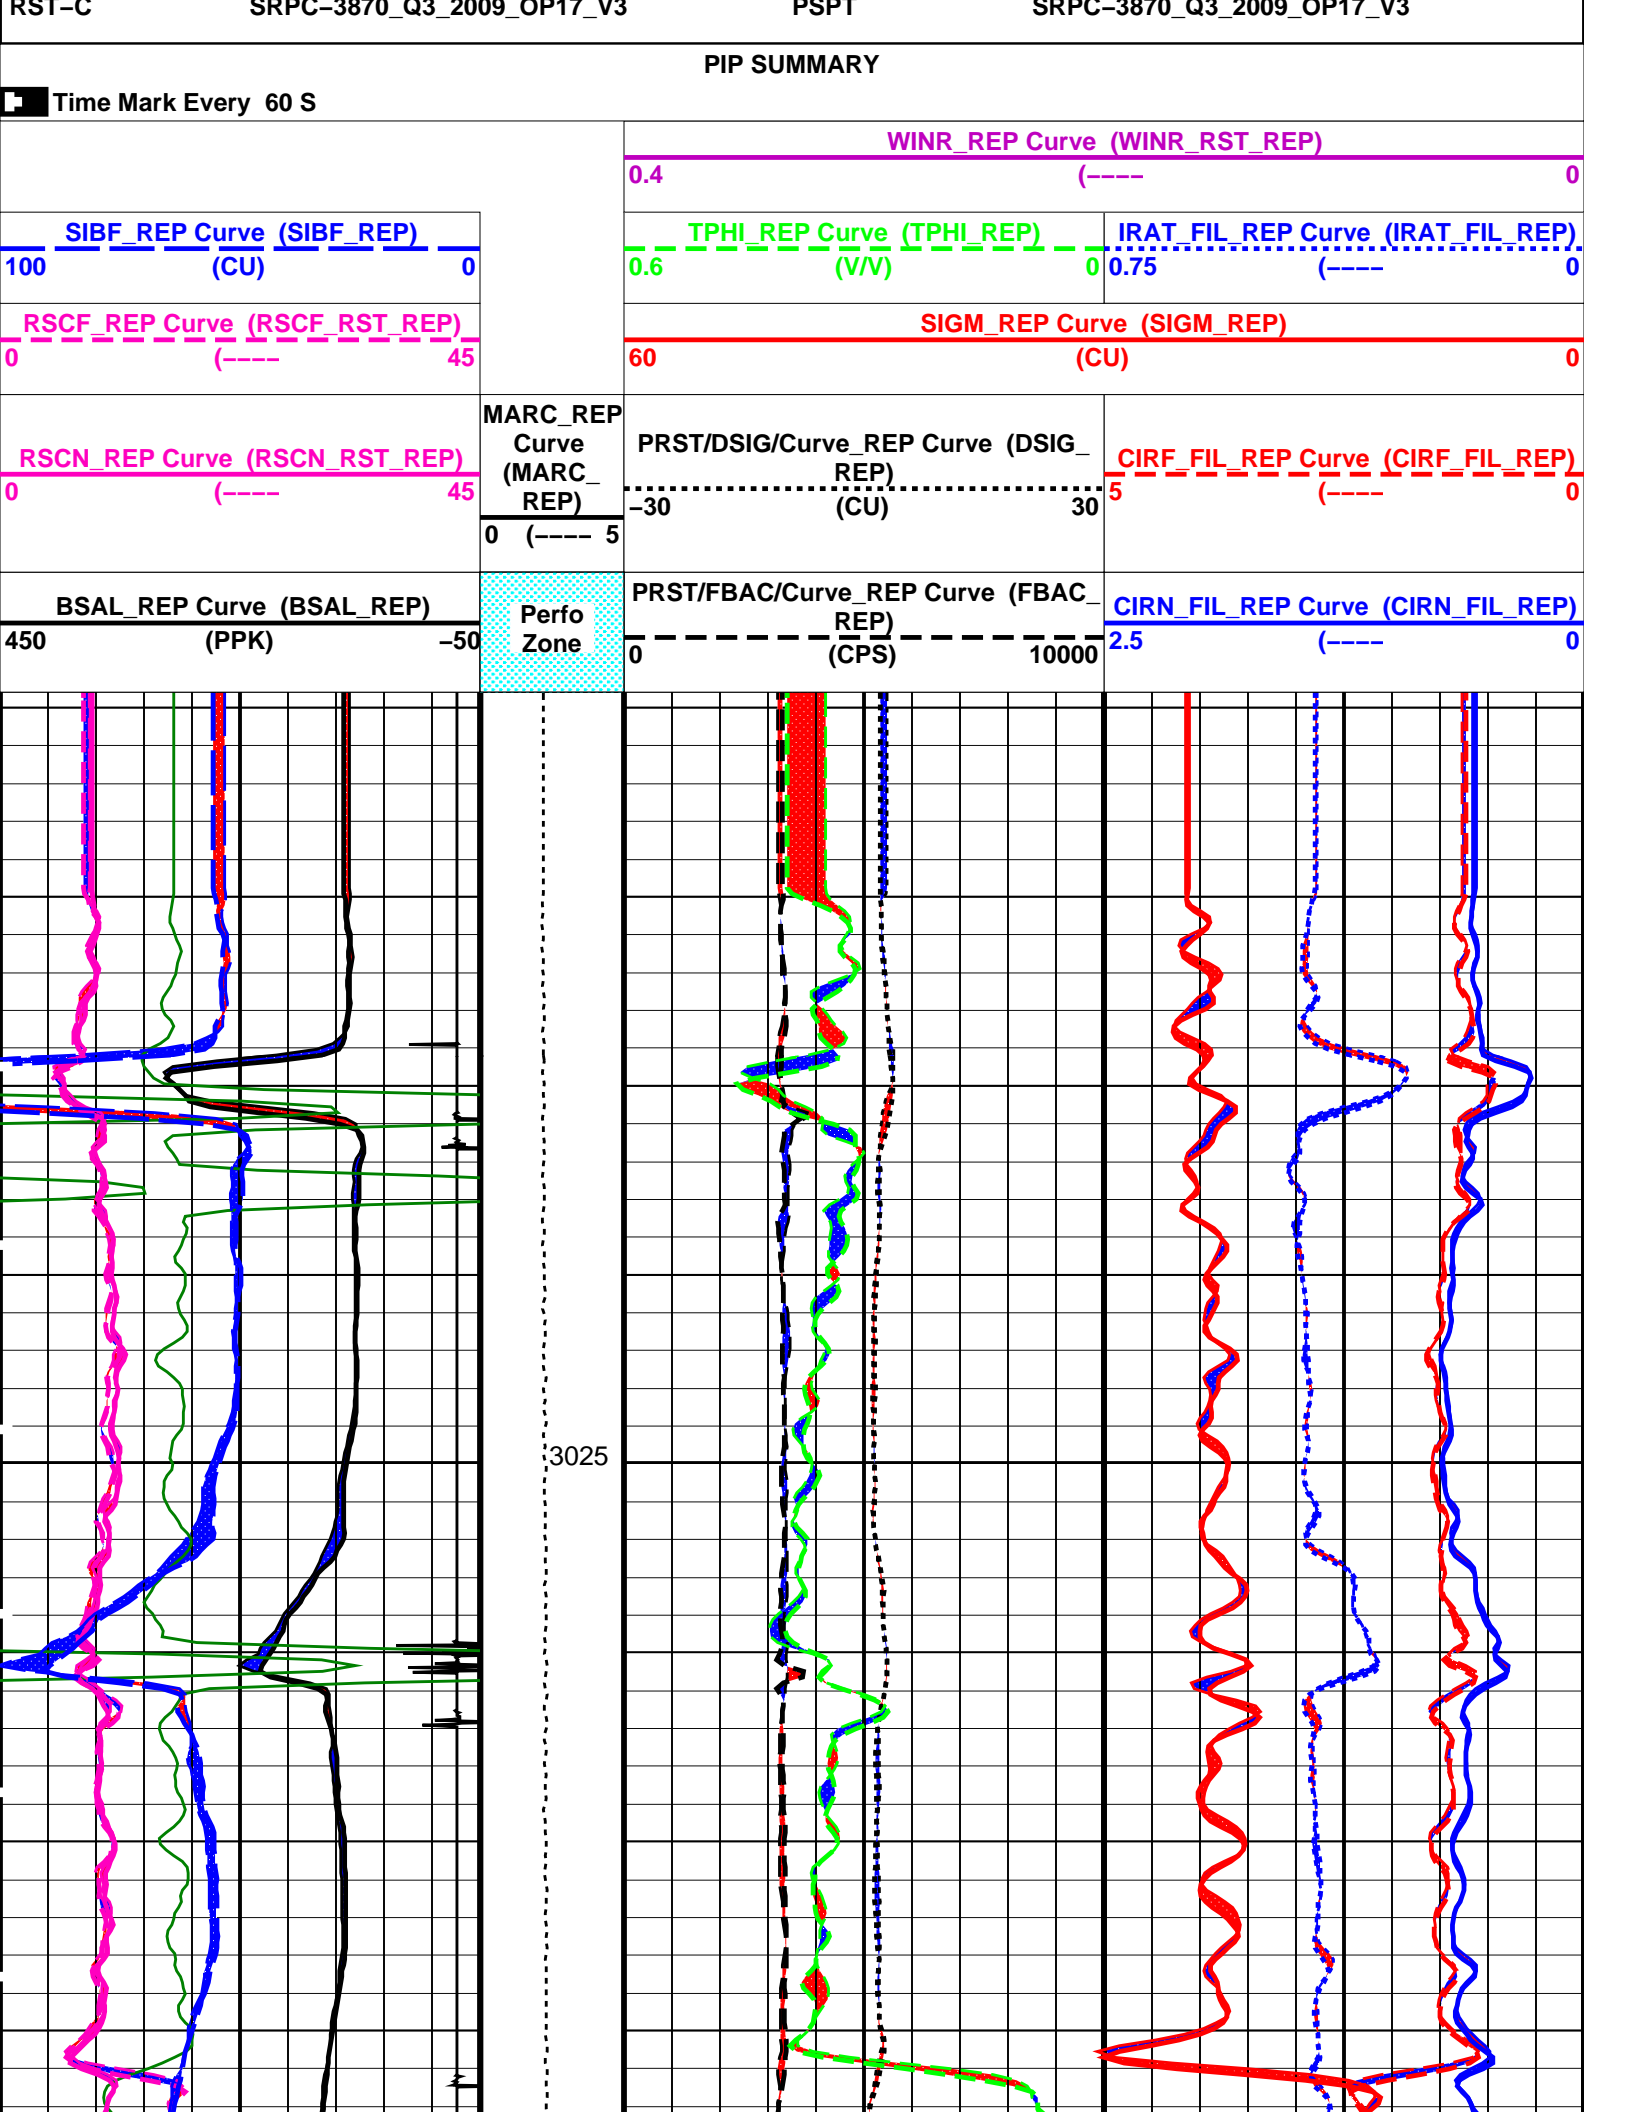 RST−C SRPC−3870_Q3_2009_OP17_V3 PSPT SRPC−3870_Q3_2009_OP17_V3
PIP SUMMARY
Time Mark Every 60 S
WINR_REP Curve (WINR_RST_REP)
0.4 (−−−− 0
SIBF_REP Curve (SIBF_REP)
100 (CU) 0
TPHI_REP Curve (TPHI_REP)
0.6 (V/V) 0
IRAT_FIL_REP Curve (IRAT_FIL_REP)
0.75 (−−−− 0
RSCF_REP Curve (RSCF_RST_REP)
0 (−−−− 45
SIGM_REP Curve (SIGM_REP)
60 (CU) 0
RSCN_REP Curve (RSCN_RST_REP)
0 (−−−− 45
MARC_REP
Curve
(MARC_
REP)
0 (−−−− 5
PRST/DSIG/Curve_REP Curve (DSIG_
REP)
−30 (CU) 30
CIRF_FIL_REP Curve (CIRF_FIL_REP)
5 (−−−− 0
BSAL_REP Curve (BSAL_REP)
450 (PPK) −50
Perfo
Zone
PRST/FBAC/Curve_REP Curve (FBAC_
REP)
0 (CPS) 10000
CIRN_FIL_REP Curve (CIRN_FIL_REP)
2.5 (−−−− 0
3025